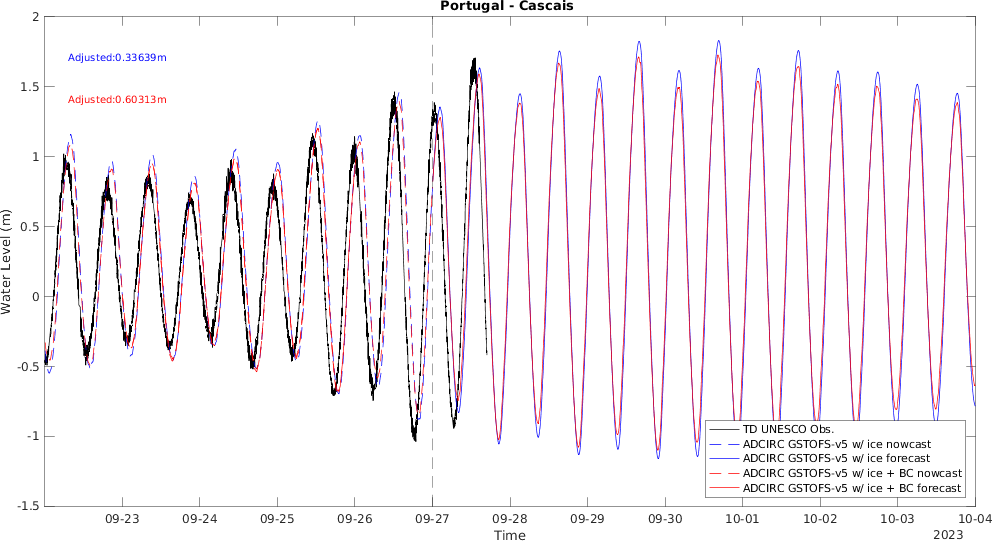 Portugal - Cascais
2
1.5
1
0.5
0
-0.5
-1
-1.5
Water Level (m)
Adjusted:0.33639m
Adjusted:0.60313m
TD UNESCO Obs.
ADCIRC GSTOFS-v5 w/ ice nowcast
ADCIRC GSTOFS-v5 w/ ice forecast
ADCIRC GSTOFS-v5 w/ ice + BC nowcast
ADCIRC GSTOFS-v5 w/ ice + BC forecast
09-23 09-24 09-25 09-26 09-27 09-28 09-29 09-30 10-01 10-02 10-03 10-04
Time
2023